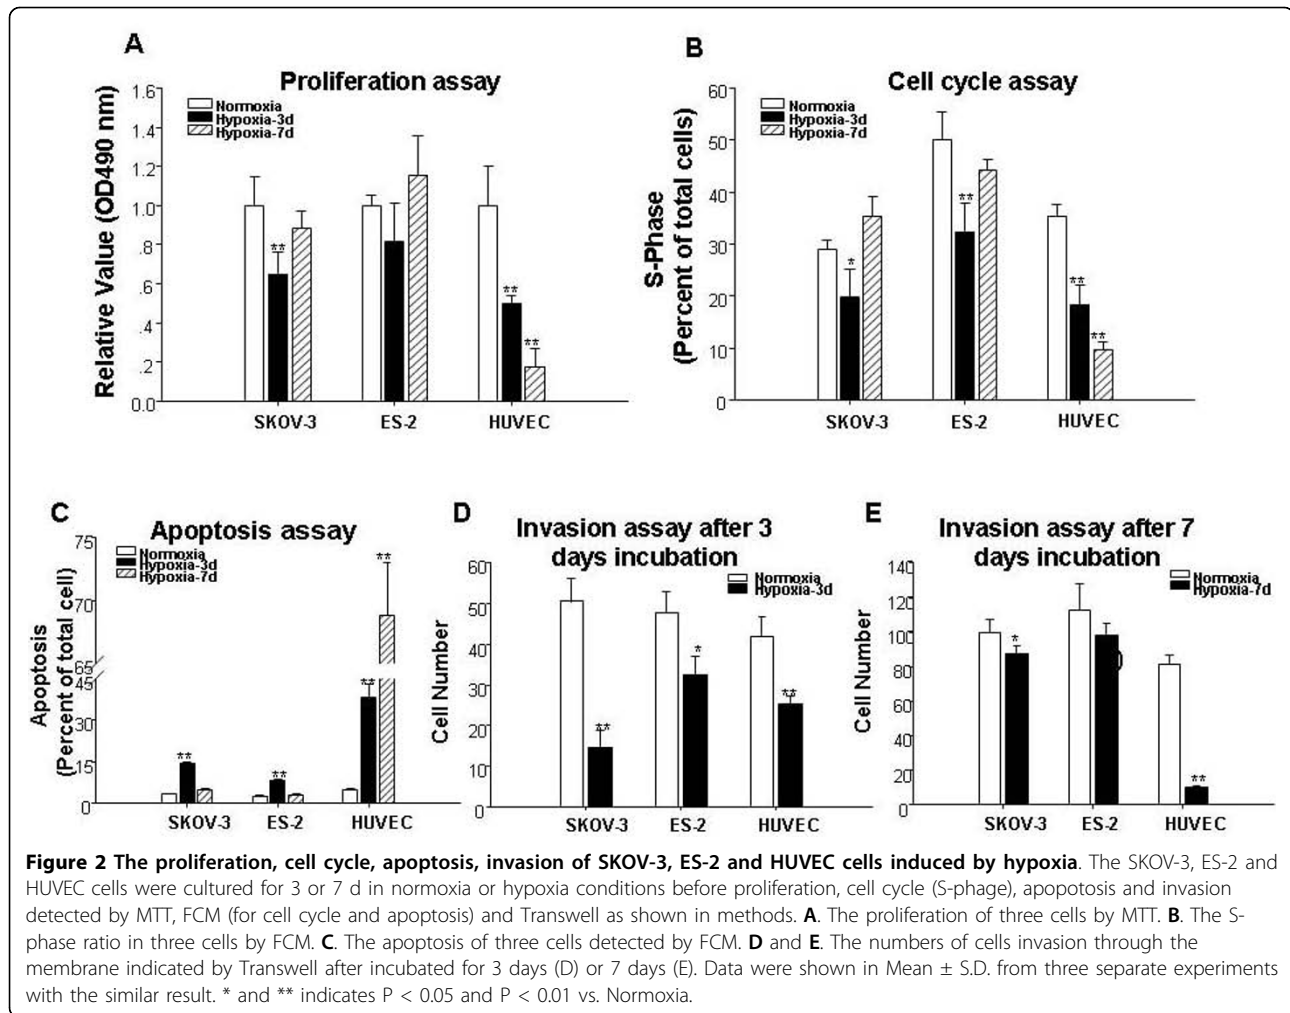 A
Proliferation assay
Relative Value (OD490 nm)
1.6
1.4
1.2
1.0
.8
.6
.4
.2
0.0
Normoxia
Hypoxia-3d
Hypoxia-7d
**
**
**
SKOV-3 ES-2 HUVEC
B
Cell cycle assay
S-Phase
(Percent of total cells)
60
50
40
30
20
10
0
Normoxia
Hypoxia-3d
Hypoxia-7d
*
**
**
**
SKOV-3 ES-2 HUVEC
C
Apoptosis assay
Apoptosis
(Percent of total cell)
75
70
65
45
30
15
0
Normoxia
Hypoxia-3d
Hypoxia-7d
**
**
**
**
SKOV-3 ES-2 HUVEC
D
Invasion assay after 3
days incubation
Cell Number
60
50
40
30
20
10
0
Normoxia
Hypoxia-3d
**
*
**
SKOV-3 ES-2 HUVEC
E
Invasion assay after 7
days incubation
Cell Number
140
120
100
80
60
40
20
0
Normoxia
Hypoxia-7d
*
)
**
SKOV-3 ES-2 HUVEC
Figure 2 The proliferation, cell cycle, apoptosis, invasion of SKOV-3, ES-2 and HUVEC cells induced by hypoxia. The SKOV-3, ES-2 and
HUVEC cells were cultured for 3 or 7 d in normoxia or hypoxia conditions before proliferation, cell cycle (S-phage), apopotosis and invasion
detected by MTT, FCM (for cell cycle and apoptosis) and Transwell as shown in methods. A. The proliferation of three cells by MTT. B. The S-
phase ratio in three cells by FCM. C. The apoptosis of three cells detected by FCM. D and E. The numbers of cells invasion through the
membrane indicated by Transwell after incubated for 3 days (D) or 7 days (E). Data were shown in Mean ± S.D. from three separate experiments
with the similar result. * and ** indicates P < 0.05 and P < 0.01 vs. Normoxia.